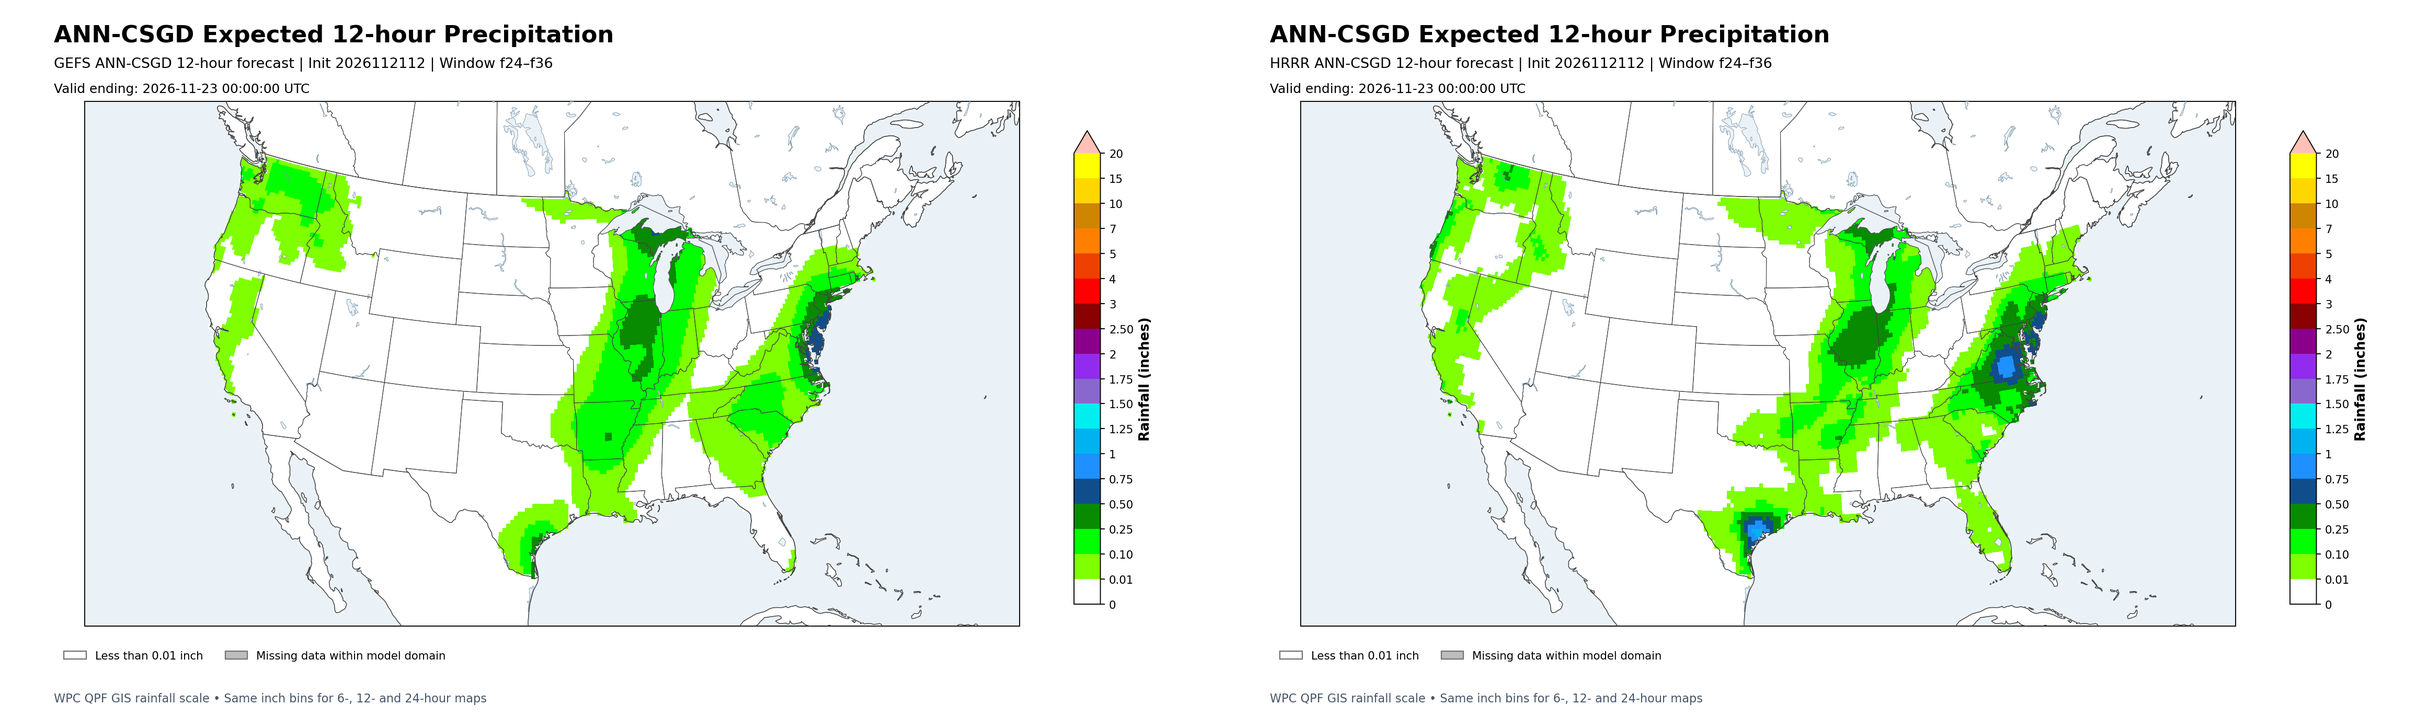 ANN-CSGD Expected 12-hour Precipitation
GEFS ANN-CSGD 12-hour forecast | Init 2026112112 | Window f24–f36
Valid ending: 2026-11-23 00:00:00 UTC
20
15
10
7
5
4
3
2.50
2
1.75
1.50
1.25
1
0.75
0.50
0.25
0.10
0.01
0
Rainfall (inches)
Less than 0.01 inch
Missing data within model domain
WPC QPF GIS rainfall scale • Same inch bins for 6-, 12- and 24-hour maps
ANN-CSGD Expected 12-hour Precipitation
HRRR ANN-CSGD 12-hour forecast | Init 2026112112 | Window f24–f36
Valid ending: 2026-11-23 00:00:00 UTC
20
15
10
7
5
4
3
2.50
2
1.75
1.50
1.25
1
0.75
0.50
0.25
0.10
0.01
0
Rainfall (inches)
Less than 0.01 inch
Missing data within model domain
WPC QPF GIS rainfall scale • Same inch bins for 6-, 12- and 24-hour maps